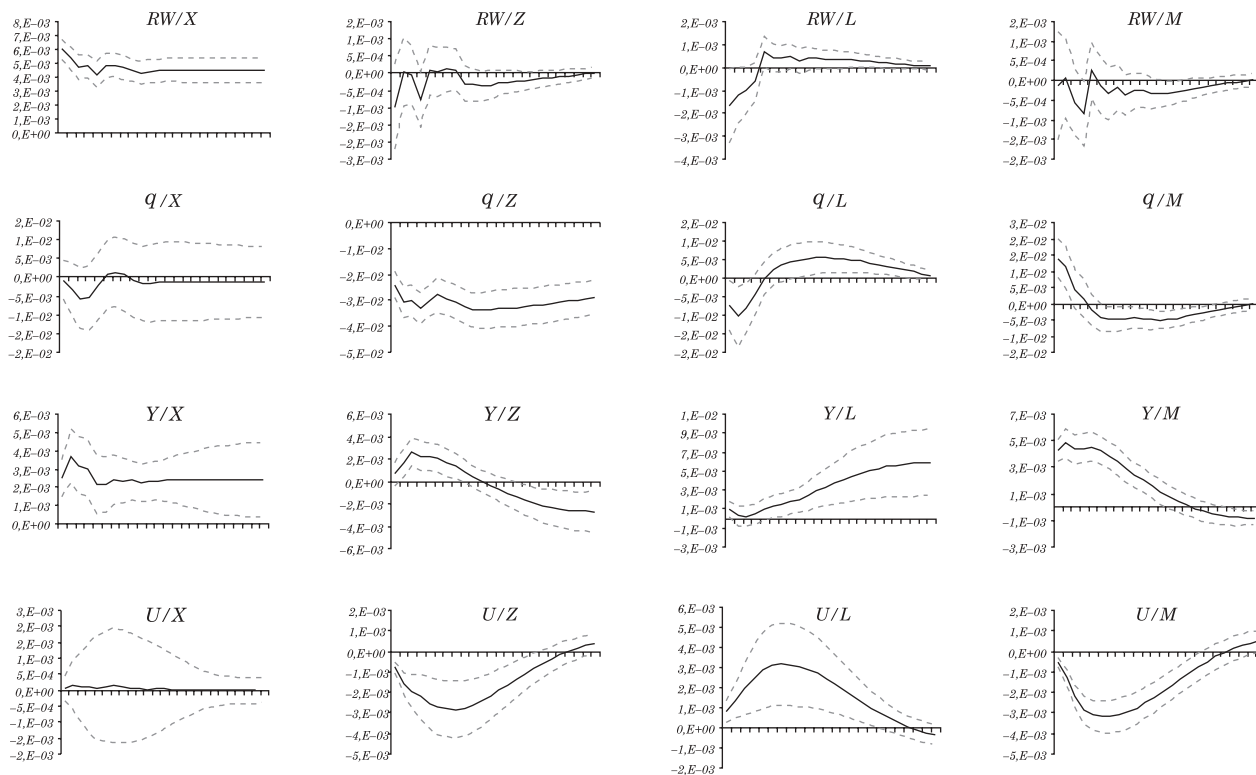 RW/X
8,E–03
7,E–03
6,E–03
5,E–03
4,E–03
3,E–03
2,E–03
1,E–03
0,E+00
RW/Z
2,E–03
1,E–03
5,E–04
0,E+00
–5,E–04
–1,E–03
–2,E–03
–2,E–03
–3,E–03
RW/L
2,E–03
1,E–03
0,E+00
–1,E–03
–2,E–03
–3,E–03
–4,E–03
RW/M
2,E–03
1,E–03
5,E–04
0,E+00
–5,E–04
–1,E–03
–2,E–03
–2,E–03
q/X
2,E–02
1,E–02
5,E–03
0,E+00
–5,E–03
–1,E–02
–2,E–02
–2,E–02
q/Z
0,E+00
–1,E–02
–2,E–02
–3,E–02
–4,E–02
–5,E–02
q/L
2,E–02
1,E–02
5,E–03
0,E+00
–5,E–03
–1,E–02
–2,E–02
–2,E–02
q/M
3,E–02
2,E–02
2,E–02
1,E–02
5,E–03
0,E+00
–5,E–03
–1,E–02
–2,E–02
Y/X
6,E–03
5,E–03
4,E–03
3,E–03
2,E–03
1,E–03
0,E+00
Y/Z
6,E–03
4,E–03
2,E–03
0,E+00
–2,E–03
–4,E–03
–6,E–03
Y/L
1,E–02
9,E–03
7,E–03
5,E–03
3,E–03
1,E–03
–1,E–03
–3,E–03
Y/M
7,E–03
5,E–03
3,E–03
1,E–03
–1,E–03
–3,E–03
U/X
3,E–03
2,E–03
2,E–03
1,E–03
5,E–04
0,E+00
–5,E–04
–1,E–03
–2,E–03
–2,E–03
U/Z
2,E–03
1,E–03
0,E+00
–1,E–03
–2,E–03
–3,E–03
–4,E–03
–5,E–03
U/L
6,E–03
5,E–03
4,E–03
3,E–03
2,E–03
1,E–03
0,E+00
–1,E–03
–2,E–03
U/M
2,E–03
1,E–03
0,E+00
–1,E–03
–2,E–03
–3,E–03
–4,E–03
–5,E–03